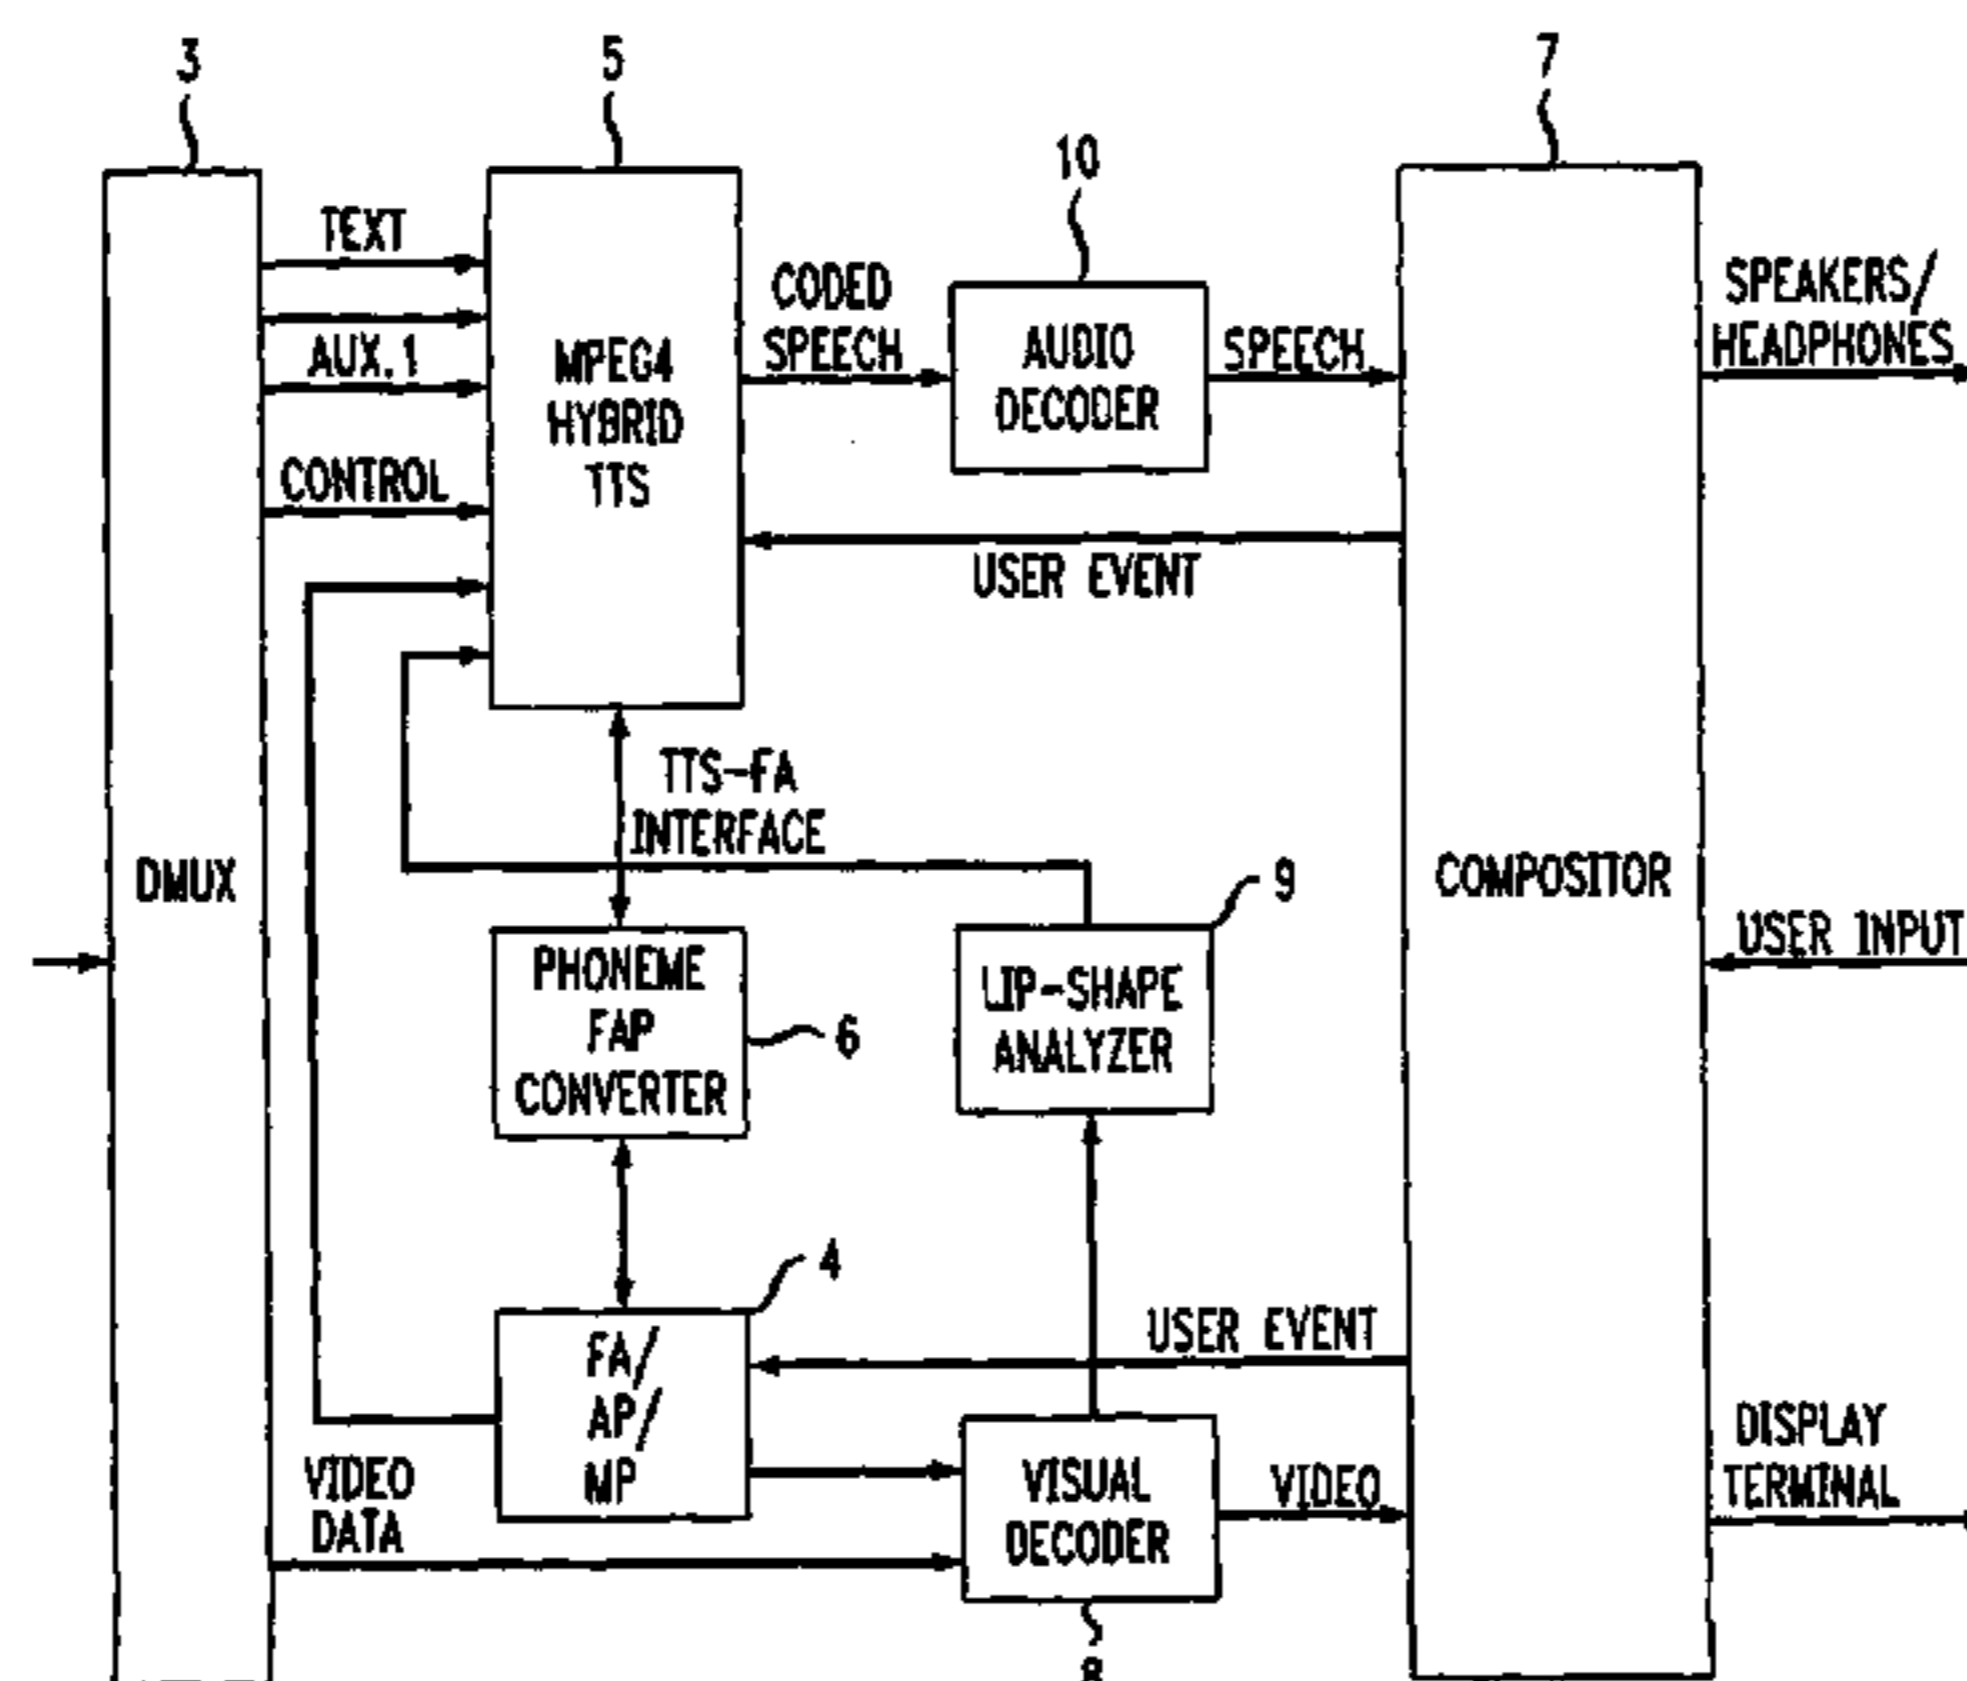 3
5
7
10
TEXT
AUX.1
CONTROL
MPEG4
HYBRID
TTS
CODED
SPEECH
AUDIO
DECODER
SPEECH
SPEAKERS/
HEADPHONES
USER EVENT
TTS-FA
INTERFACE
DMUX
COMPOSITOR
9
PHONEME
FAP
CONVERTER
6
LIP-SHAPE
ANALYZER
USER INPUT
4
FA/
AP/
MP
USER EVENT
VIDEO
DATA
VISUAL
DECODER
VIDEO
DISPLAY
TERMINAL
8